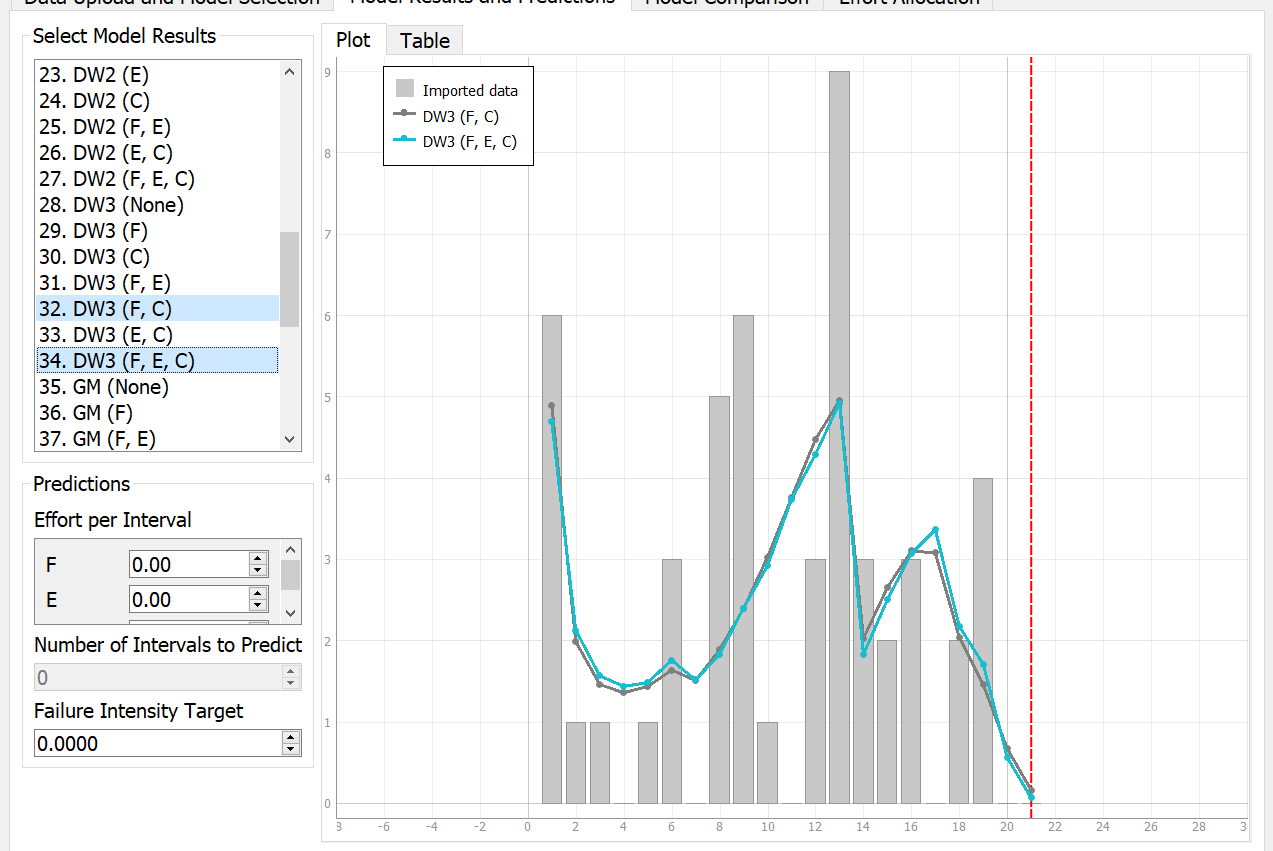 Data Upload and Model Selection Model Results and Predictions Model Comparison Effort Allocation
Select Model Results
23. DW2 (E)
24. DW2 (C)
25. DW2 (F, E)
26. DW2 (E, C)
27. DW2 (F, E, C)
28. DW3 (None)
29. DW3 (F)
30. DW3 (C)
31. DW3 (F, E)
32. DW3 (F, C)
33. DW3 (E, C)
34. DW3 (F, E, C)
35. GM (None)
36. GM (F)
37. GM (F, E)
Predictions
Effort per Interval
F 0.00
E 0.00
Number of Intervals to Predict
0
Failure Intensity Target
0.0000
Plot Table
Imported data
DW3 (F, C)
DW3 (F, E, C)
9
8
7
6
5
4
3
2
1
0
8 -6 -4 -2 0 2 4 6 8 10 12 14 16 18 20 22 24 26 28 3